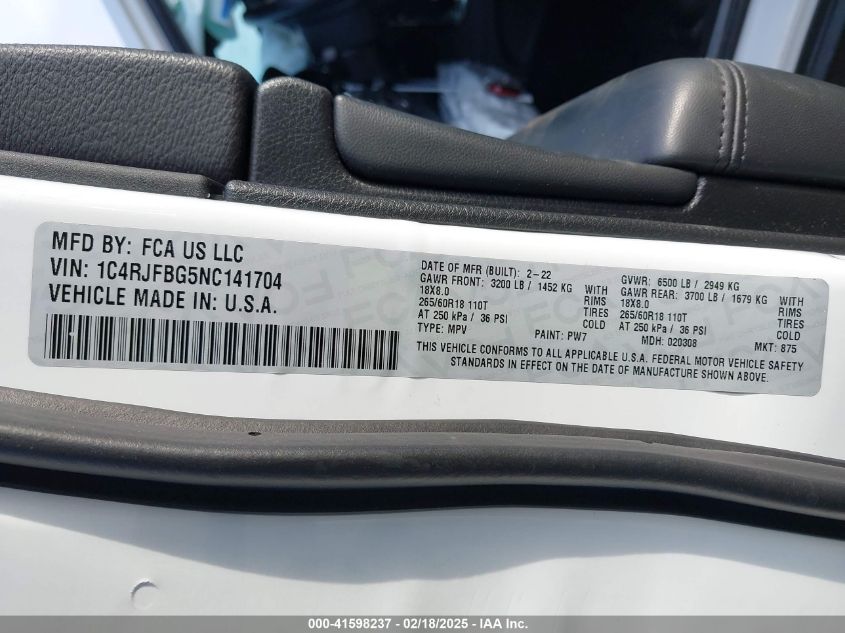 MFD BY: FCA US LLC
VIN: 1C4RJFBG5NC141704
VEHICLE MADE IN: U.S.A.
DATE OF MFR (BUILT): 2-22 GVWR: 6500 LB / 2949 KG
GAWR FRONT: 3200 LB / 1452 KG WITH GAWR REAR: 3700 LB / 1679 KG WITH
18X8.0 RIMS 18X8.0 RIMS
265/60R18 110T TIRES 265/60R18 110T TIRES
AT 250 kPa / 36 PSI COLD AT 250 kPa / 36 PSI COLD
TYPE: MPV PAINT: PW7 MDH: 020308 MKT: 875
THIS VEHICLE CONFORMS TO ALL APPLICABLE U.S.A. FEDERAL MOTOR VEHICLE SAFETY
STANDARDS IN EFFECT ON THE DATE OF MANUFACTURE SHOWN ABOVE.
000-41598237 - 02/18/2025 - IAA Inc.